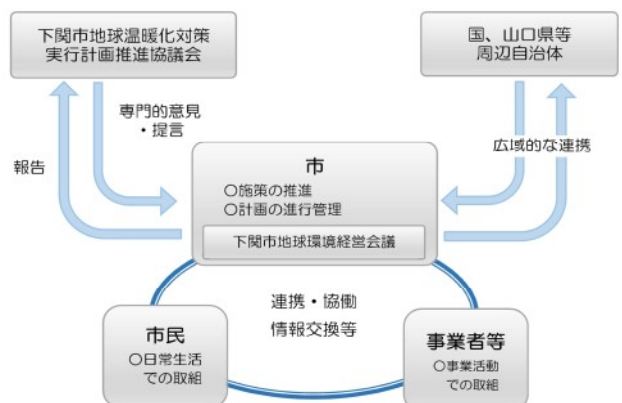 下関市地球温暖化対策
実行計画推進協議会
国、山口県等
周辺自治体
専門的意見
・提言
報告
広域的な連携
市
○施策の推進
○計画の進行管理
下関市地球環境経営会議
連携・協働
情報交換等
市民
○日常生活
での取組
事業者等
○事業活動
での取組